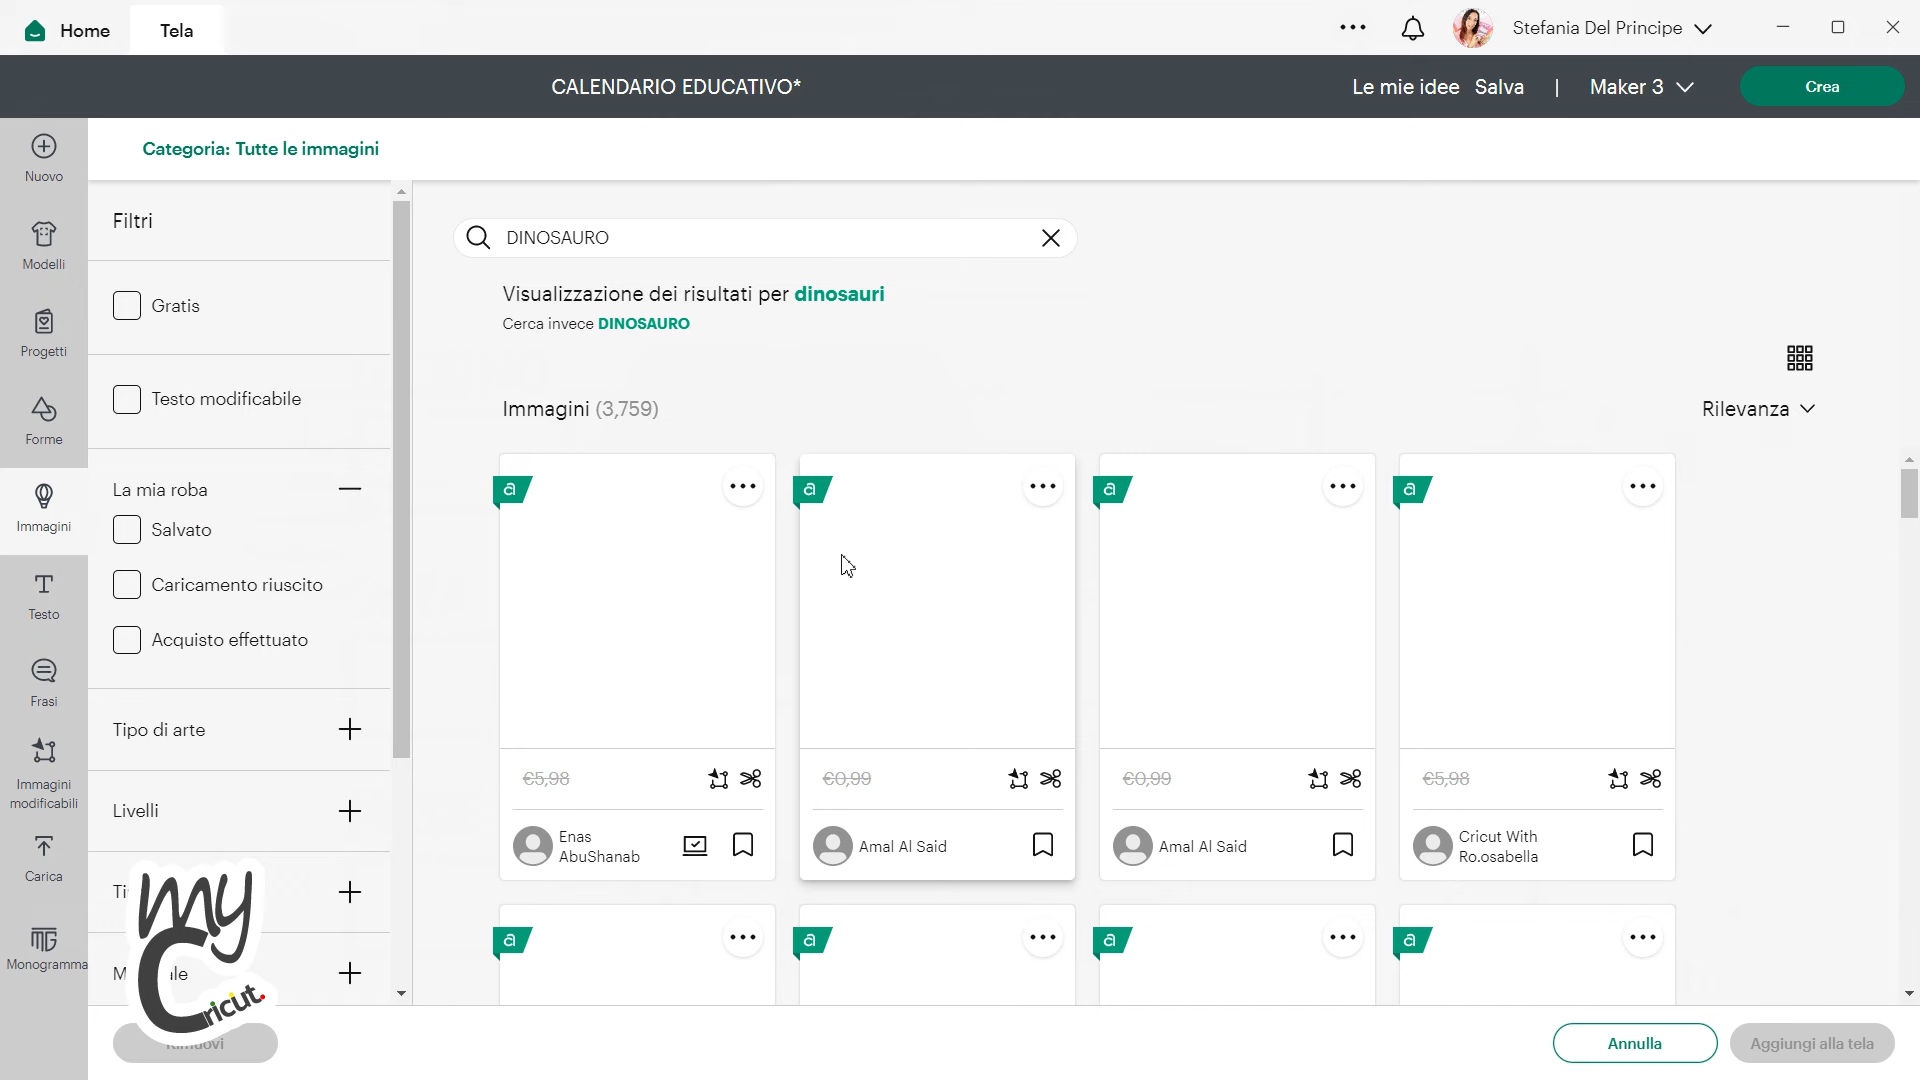 Home
Tela
Stefania Del Principe
CALENDARIO EDUCATIVO*
Le mie idee
Salva
|
Maker 3
Crea
Nuovo
Modelli
Progetti
Forme
Immagini
Testo
Frasi
Immagini
modificabili
Carica
Monogramma
Categoria: Tutte le immagini
Filtri
Gratis
Testo modificabile
La mia roba
Salvato
Caricamento riuscito
Acquisto effettuato
Tipo di arte
Livelli
my
Cricut.
DINOSAURO
Visualizzazione dei risultati per dinosauri
Cerca invece DINOSAURO
Immagini (3,759)
Rilevanza
a
a
a
a
€5,98
€0,99
€0,99
€5,98
Enas
AbuShanab
Amal Al Said
Amal Al Said
Cricut With
Ro.osabella
a
a
a
a
Annulla
Aggiungi alla tela